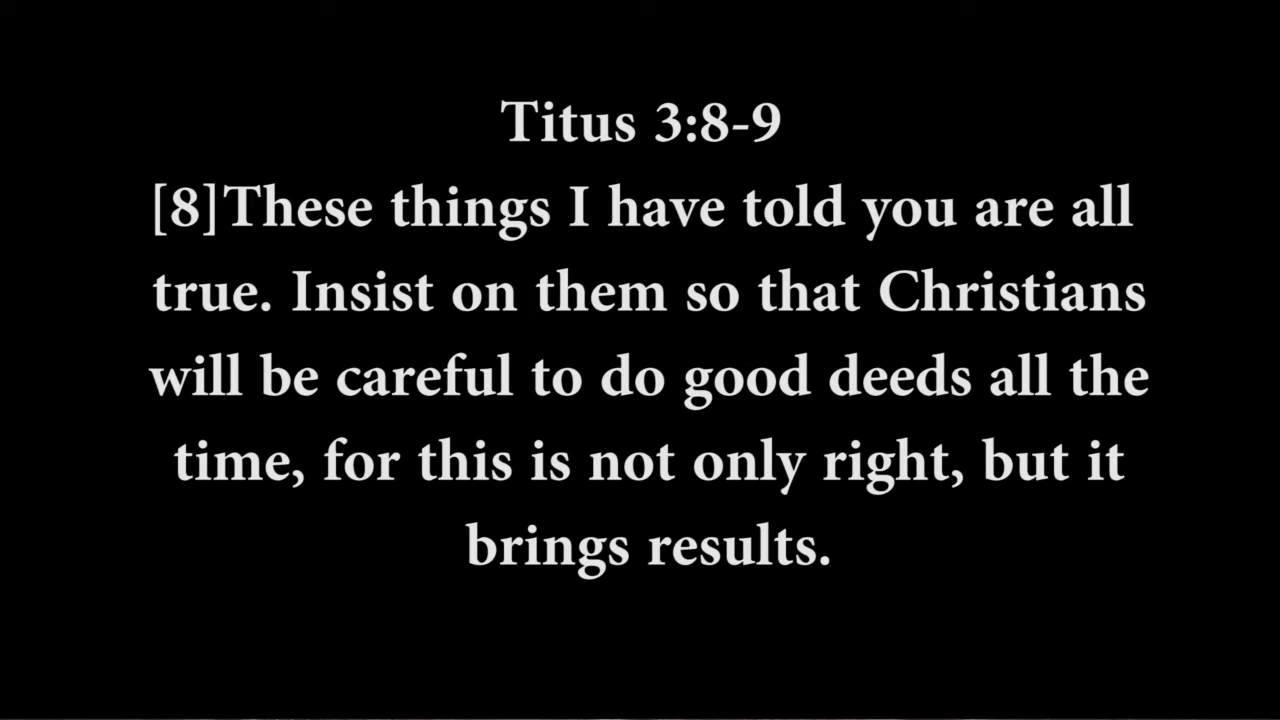 Titus 3:8-9
[8]These things I have told you are all
true. Insist on them so that Christians
will be careful to do good deeds all the
time, for this is not only right, but it
brings results.